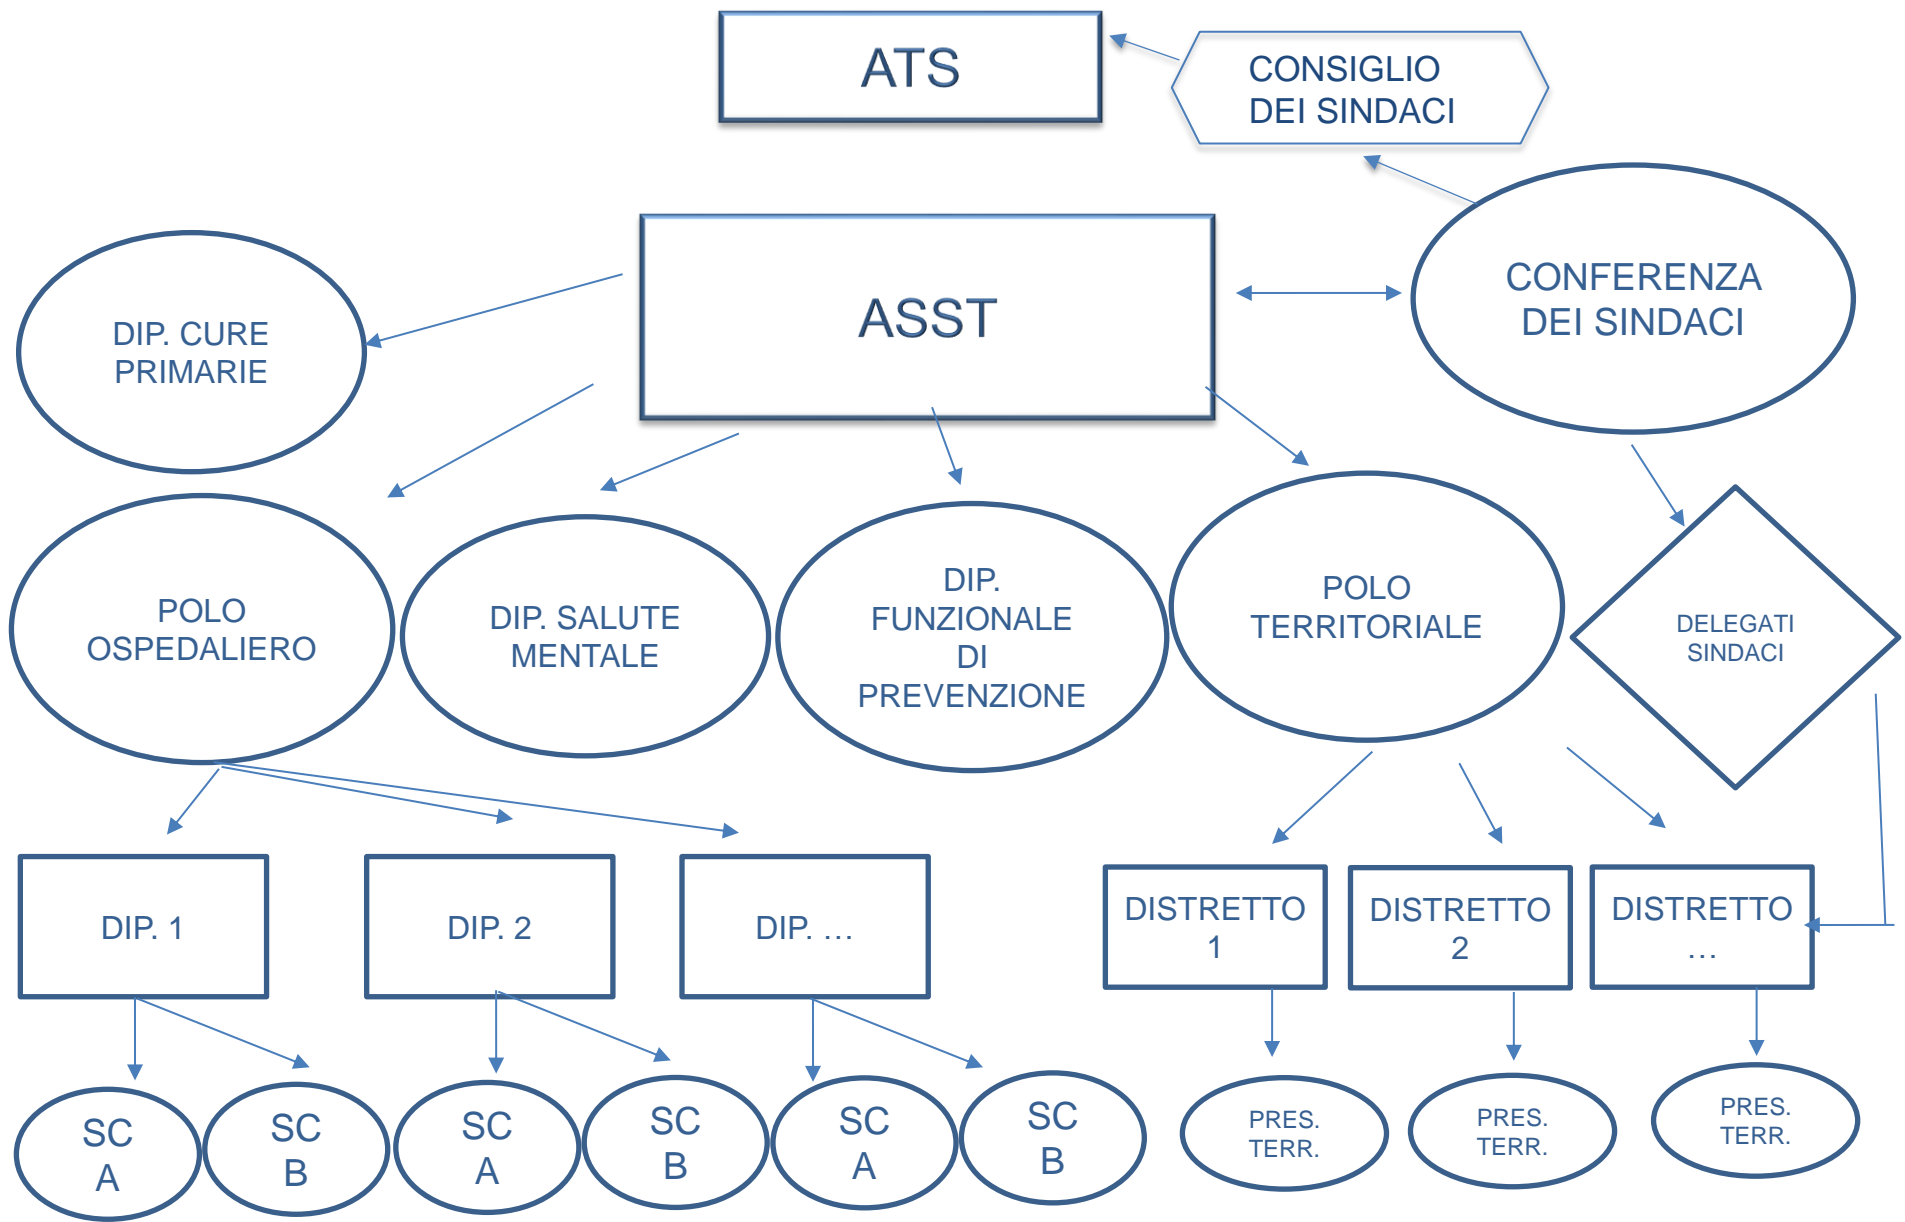 ATS
CONSIGLIO
DEI SINDACI
ASST
CONFERENZA
DEI SINDACI
DIP. CURE
PRIMARIE
POLO
OSPEDALIERO
DIP. SALUTE
MENTALE
DIP.
FUNZIONALE
DI
PREVENZIONE
POLO
TERRITORIALE
DELEGATI
SINDACI
DIP. 1
DIP. 2
DIP. …
DISTRETTO
1
DISTRETTO
2
DISTRETTO
…
SC
A
SC
B
SC
A
SC
B
SC
A
SC
B
PRES.
TERR.
PRES.
TERR.
PRES.
TERR.